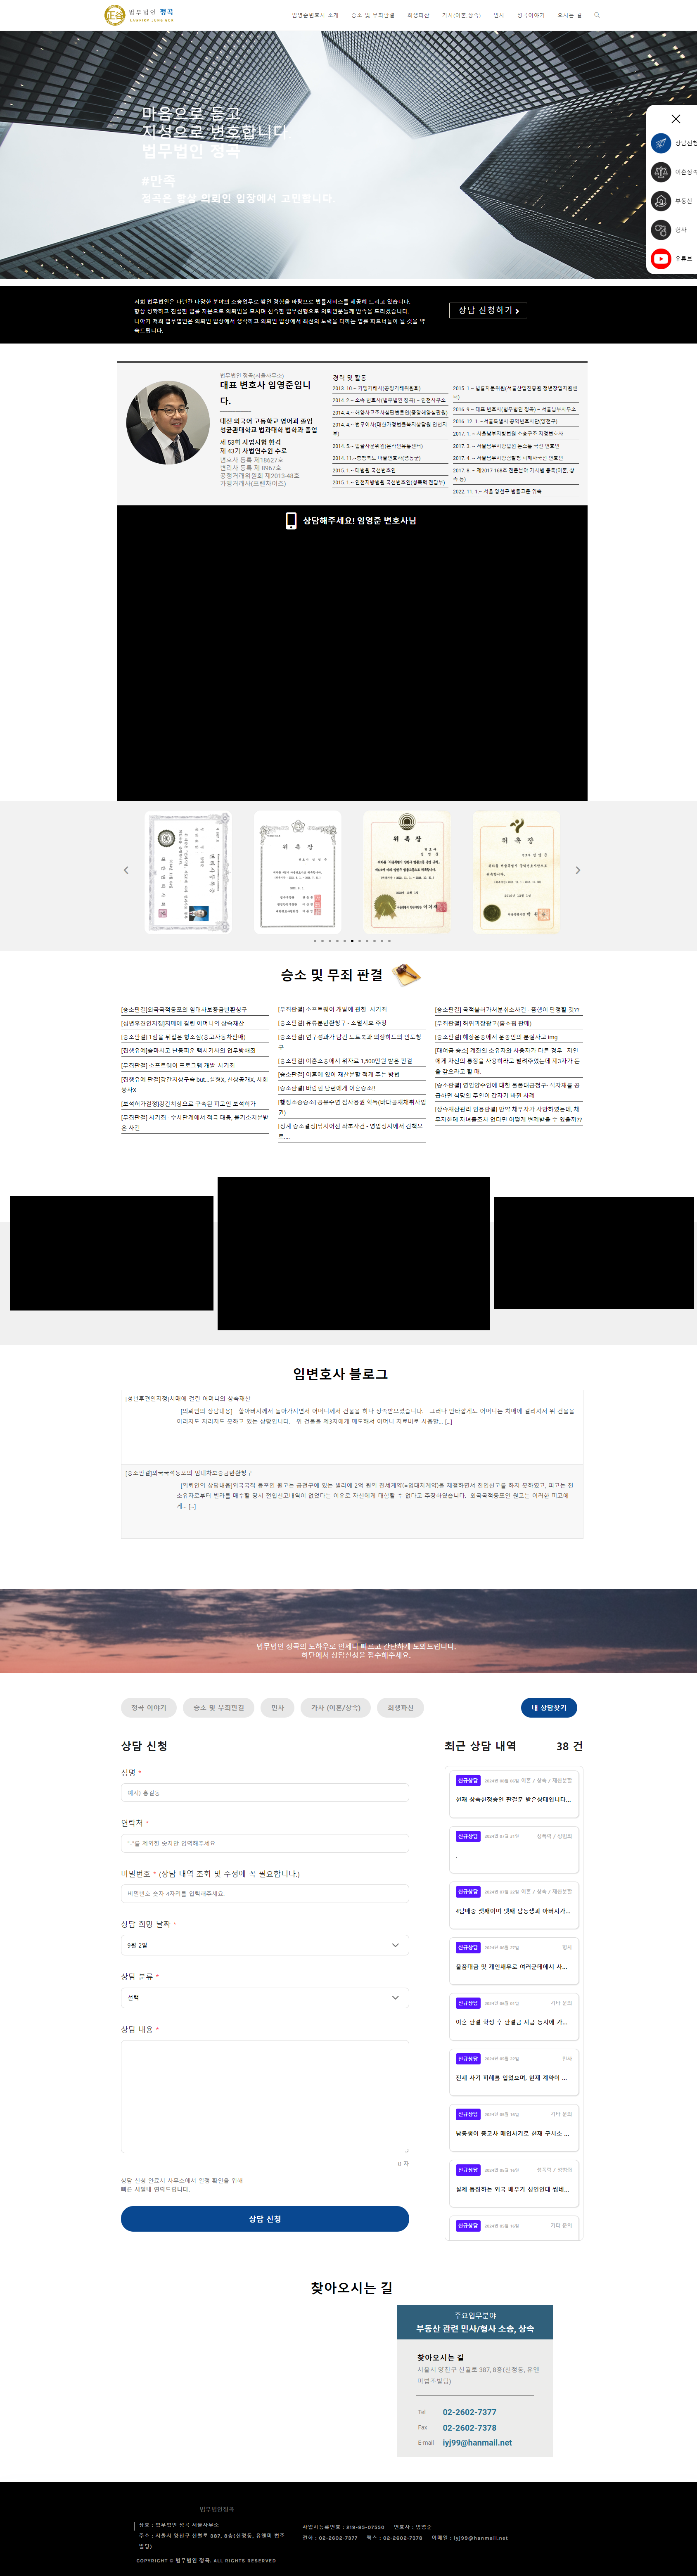 법무법인 정곡
LAWFIRM JUNG GOK
임영준변호사 소개
승소 및 무죄판결
회생파산
가사(이혼,상속)
민사
정곡이야기
오시는 길
마음으로 듣고
지성으로 변호합니다
법무법인 정곡
#만족
정곡은 항상 의뢰인 입장에서 고민합니다.
상담신청
이혼상속
부동산
형사
유튜브
저희 법무법인은 다년간 다양한 분야의 소송업무로 쌓인 경험을 바탕으로 법률서비스를 제공해 드리고 있습니다.
항상 정확하고 친절한 법률 자문으로 의뢰인을 모시며 신속한 업무진행으로 의뢰인분들께 만족을 드리겠습니다.
나아가 저희 법무법인은 의뢰인 입장에서 생각하고 의뢰인 입장에서 최선의 노력을 다하는 법률 파트너들이 될 것을 약
속드립니다.
상담 신청하기
법무법인 정곡(서울사무소)
대표 변호사 임영준입니
다.
대전 외국어 고등학교 영어과 졸업
성균관대학교 법과대학 법학과 졸업
제 53회 사법시험 합격
제 43기 사법연수원 수료
변호사 등록 제18627호
변리사 등록 제 8967호
공정거래위원회 제2013-48호
가맹거래사(프랜차이즈)
경력 및 활동
2013. 10.~ 가맹거래사(공정거래위원회)
2014. 2.~ 소속 변호사(법무법인 정곡) – 인천사무소
2014. 4.~ 해양사고조사심판변론인(중앙해양심판원)
2014. 4.~ 법무이사(대한가정법률복지상담원 인천지
부)
2014. 5.~ 법률자문위원(온라인유통센터)
2014. 11.~충청북도 마을변호사(영동군)
2015. 1.~ 대법원 국선변호인
2015. 1.~ 인천지방법원 국선변호인(성폭력 전담부)
2015. 1.~ 법률자문위원(서울산업진흥원 청년창업지원센
터)
2016. 9.~ 대표 변호사(법무법인 정곡) – 서울남부사무소
2016. 12. 1.~서울특별시 공익변호사단(양천구)
2017. 1. ~ 서울남부지방법원 소송구조 지정변호사
2017. 3. ~ 서울남부지방법원 논스톱 국선 변호인
2017. 4. ~ 서울남부지방검찰청 피해자국선 변호인
2017. 8. ~ 제2017-166호 전문분야 가사법 등록(이혼, 상
속 등)
2022. 11. 1.~ 서울 양천구 법률고문 위촉
상담해주세요! 임영준 변호사님
위 촉 장
위 촉 장
위 촉 장
승소 및 무죄 판결
[승소판결]외국국적동포의 임대차보증금반환청구
[성년후견인지정]치매에 걸린 어머니의 상속재산
[승소판결] 1심을 뒤집은 항소심(중고자동차판매)
[집행유예]술마시고 난동피운 택시기사의 업무방해죄
[무죄판결] 소프트웨어 프로그램 개발 사기죄
[집행유예 판결]강간치상구속 but…실형X, 신상공개X, 사회
봉사X
[보석허가결정]강간치상으로 구속된 피고인 보석허가
[무죄판결] 사기죄 - 수사단계에서 적극 대응, 불기소처분받
은 사건
[무죄판결] 소프트웨어 개발에 관한 사기죄
[승소판결] 유류분반환청구 - 소멸시효 주장
[승소판결] 연구성과가 담긴 노트북과 외장하드의 인도청
구
[승소판결] 이혼소송에서 위자료 1,500만원 받은 판결
[승소판결] 이혼에 있어 재산분할 적게 주는 방법
[승소판결] 바람핀 남편에게 이혼승소!!
[행정소송승소] 공유수면 점사용권 획득(바다골재채취사업
권)
[징계 승소결정]낚시어선 좌초사건 - 영업정지에서 견책으
로….
[승소판결] 국적불허가처분취소사건 - 품행이 단정할 것??
[무죄판결] 허위과장광고(홈쇼핑 판매)
[승소판결] 해상운송에서 운송인의 분실사고 img
[대여금 승소] 계좌의 소유자와 사용자가 다른 경우 - 지인
에게 자신의 통장을 사용하라고 빌려주었는데 제3자가 돈
을 갚으라고 할 때.
[승소판결] 영업양수인에 대한 물품대금청구- 식자재를 공
급하던 식당의 주인이 갑자기 바뀐 사례
[상속재산관리 인용판결] 만약 채무자가 사망하였는데, 채
무자한테 자녀들조차 없다면 어떻게 변제받을 수 있을까??
임변호사 블로그
[성년후견인지정]치매에 걸린 어머니의 상속재산
[의뢰인의 상담내용] 할아버지께서 돌아가시면서 어머니께서 건물을 하나 상속받으셨습니다. 그러나 안타깝게도 어머니는 치매에 걸리셔서 위 건물을
이러지도 저러지도 못하고 있는 상황입니다. 위 건물을 제3자에게 매도해서 어머니 치료비로 사용할… [...]
[승소판결]외국국적동포의 임대차보증금반환청구
[의뢰인의 상담내용]외국국적 동포인 원고는 금천구에 있는 빌라에 2억 원의 전세계약(=임대차계약)을 체결하면서 전입신고를 하지 못하였고, 피고는 전
소유자로부터 빌라를 매수할 당시 전입신고내역이 없었다는 이유로 자신에게 대항할 수 없다고 주장하였습니다. 외국국적동포인 원고는 이러한 피고에
게… [...]
법무법인 정곡의 노하우로 언제나 빠르고 간단하게 도와드립니다.
하단에서 상담신청을 접수해주세요.
정곡 이야기
승소 및 무죄판결
민사
가사 (이혼/상속)
회생파산
내 상담찾기
상담 신청
성명 *
예시) 홍길동
연락처 *
"-"를 제외한 숫자만 입력해주세요
비밀번호 * (상담 내역 조회 및 수정에 꼭 필요합니다.)
비밀번호 숫자 4자리를 입력해주세요.
상담 희망 날짜 *
9월 2일
상담 분류 *
선택
상담 내용 *
0 자
상담 신청 완료시 사무소에서 일정 확인을 위해
빠른 시일내 연락드립니다.
상담 신청
최근 상담 내역
38 건
신규상담
이혼 / 상속 / 재산분할
현재 상속한정승인 판결문 받은상태입니다...
신규상담
성폭력 / 성범죄
.
신규상담
이혼 / 상속 / 재산분할
4남매중 셋째이며 넷째 남동생과 아버지가...
신규상담
형사
물품대금 및 개인채무로 여러군데에서 사...
신규상담
기타 문의
이혼 판결 확정 후 판결금 지급 동시에 가...
신규상담
민사
전세 사기 피해를 입었으며, 현재 계약이 ...
신규상담
기타 문의
남동생이 중고차 매입사기로 현재 구치소 ...
신규상담
성폭력 / 성범죄
실제 등장하는 외국 배우가 성인인데 썸네...
신규상담
기타 문의
찾아오시는 길
주요업무분야
부동산 관련 민사/형사 소송, 상속
찾아오시는 길
서울시 양천구 신월로 387, 8층(신정동, 유앤
미법조빌딩)
Tel 02-2602-7377
Fax 02-2602-7378
E-mail iyj99@hanmail.net
법무법인정곡
상호 : 법무법인 정곡 서울사무소
주소 : 서울시 양천구 신월로 387, 8층(신정동, 유앤미 법조
빌딩)
사업자등록번호 : 219-85-07550 변호사 : 임영준
전화 : 02-2602-7377 팩스 : 02-2602-7378 이메일 : iyj99@hanmail.net
COPYRIGHT © 법무법인 정곡. ALL RIGHTS RESERVED